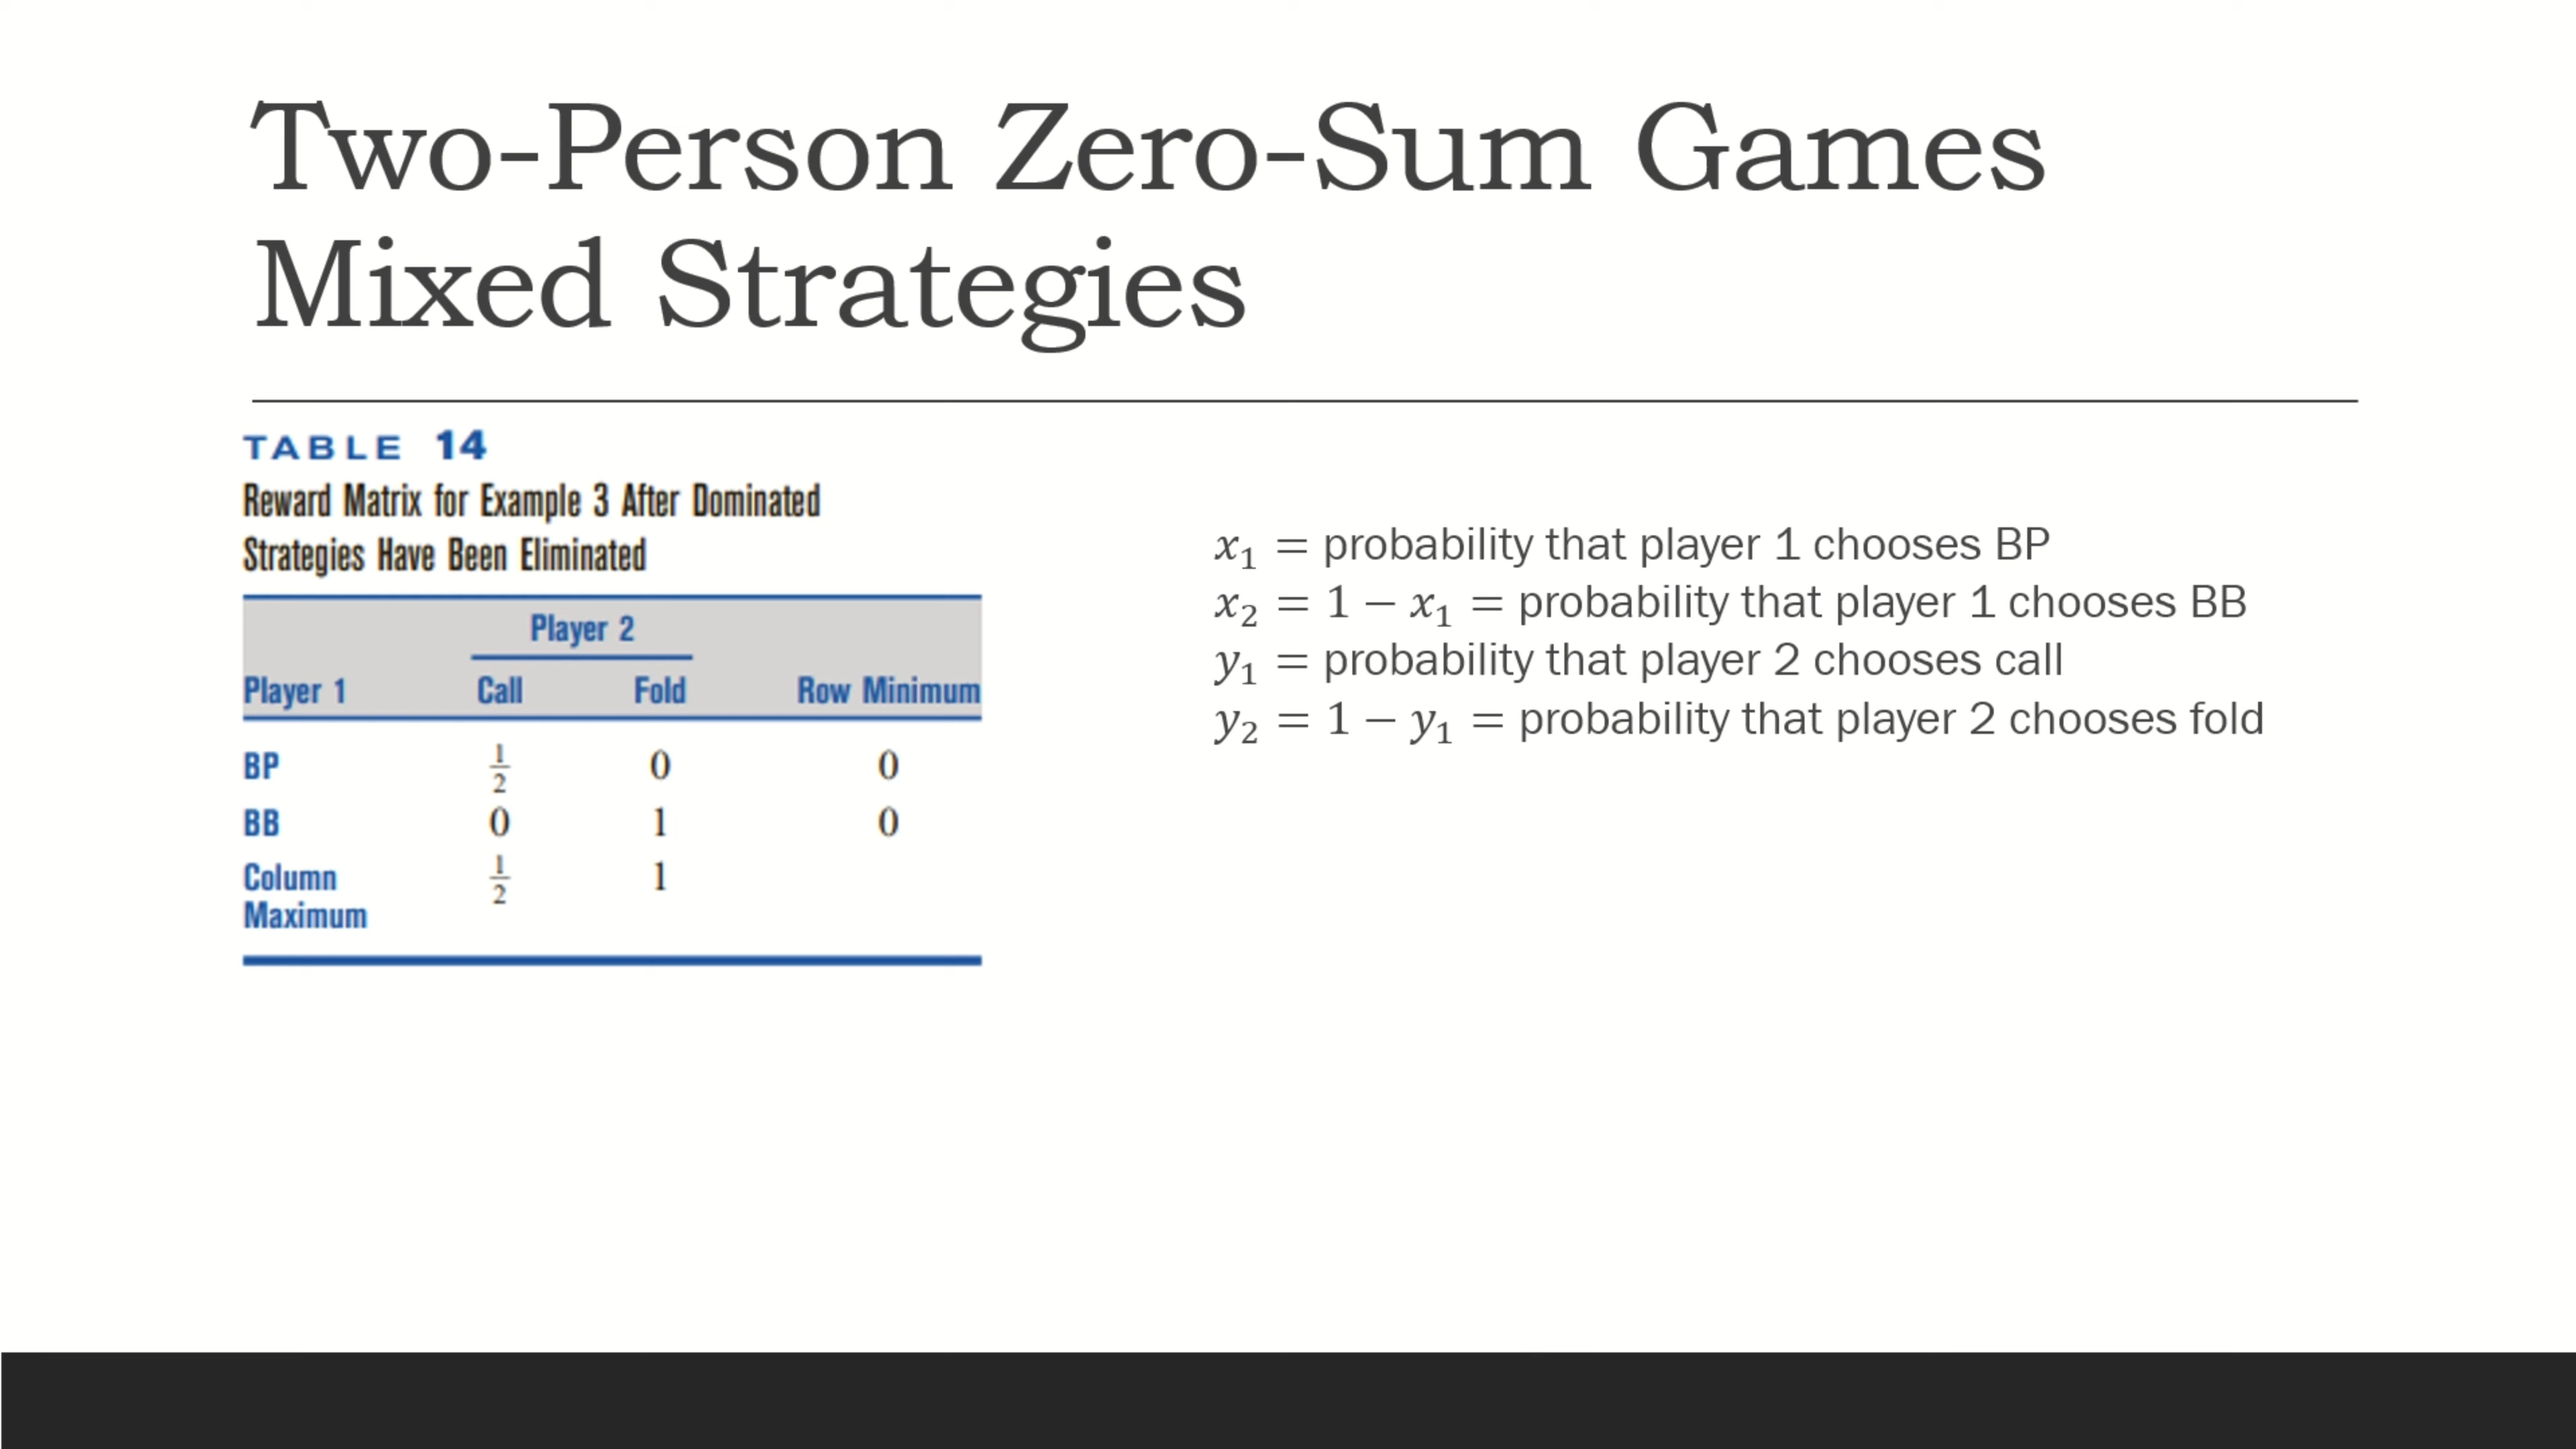 Two-Person Zero-Sum Games
Mixed Strategies
TABLE 14
Reward Matrix for Example 3 After Dominated
Strategies Have Been Eliminated
Player 2
Player 1 Call Fold Row Minimum
BP 1/2 0 0
BB 0 1 0
Column 1/2 1
Maximum
x₁ = probability that player 1 chooses BP
x₂ = 1 − x₁ = probability that player 1 chooses BB
y₁ = probability that player 2 chooses call
y₂ = 1 − y₁ = probability that player 2 chooses fold